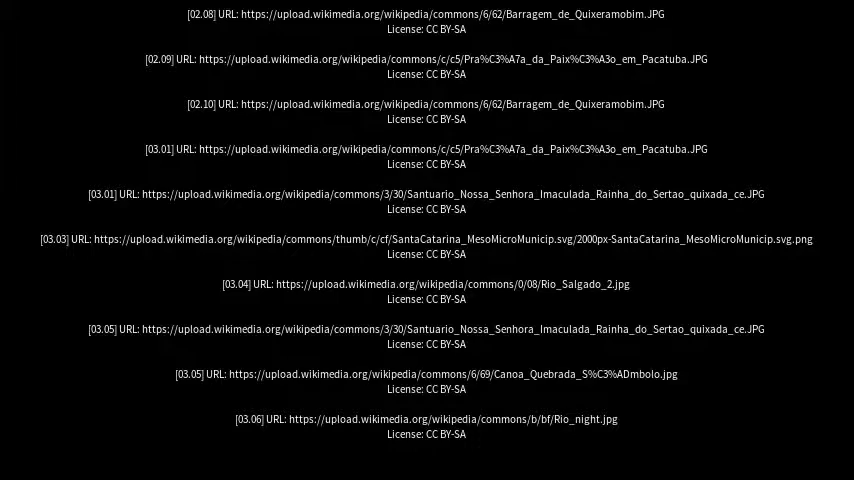 [02.08] URL: https://upload.wikimedia.org/wikipedia/commons/6/62/Barragem_de_Quixeramobim.JPG
License: CC BY-SA
[02.09] URL: https://upload.wikimedia.org/wikipedia/commons/c/c5/Pra%C3%A7a_da_Paix%C3%A3o_em_Pacatuba.JPG
License: CC BY-SA
[02.10] URL: https://upload.wikimedia.org/wikipedia/commons/6/62/Barragem_de_Quixeramobim.JPG
License: CC BY-SA
[03.01] URL: https://upload.wikimedia.org/wikipedia/commons/c/c5/Pra%C3%A7a_da_Paix%C3%A3o_em_Pacatuba.JPG
License: CC BY-SA
[03.01] URL: https://upload.wikimedia.org/wikipedia/commons/3/30/Santuario_Nossa_Senhora_Imaculada_Rainha_do_Sertao_quixada_ce.JPG
License: CC BY-SA
[03.03] URL: https://upload.wikimedia.org/wikipedia/commons/thumb/c/cf/SantaCatarina_MesoMicroMunicip.svg/2000px-SantaCatarina_MesoMicroMunicip.svg.png
License: CC BY-SA
[03.04] URL: https://upload.wikimedia.org/wikipedia/commons/0/08/Rio_Salgado_2.jpg
License: CC BY-SA
[03.05] URL: https://upload.wikimedia.org/wikipedia/commons/3/30/Santuario_Nossa_Senhora_Imaculada_Rainha_do_Sertao_quixada_ce.JPG
License: CC BY-SA
[03.05] URL: https://upload.wikimedia.org/wikipedia/commons/6/69/Canoa_Quebrada_S%C3%ADmbolo.jpg
License: CC BY-SA
[03.06] URL: https://upload.wikimedia.org/wikipedia/commons/b/bf/Rio_night.jpg
License: CC BY-SA